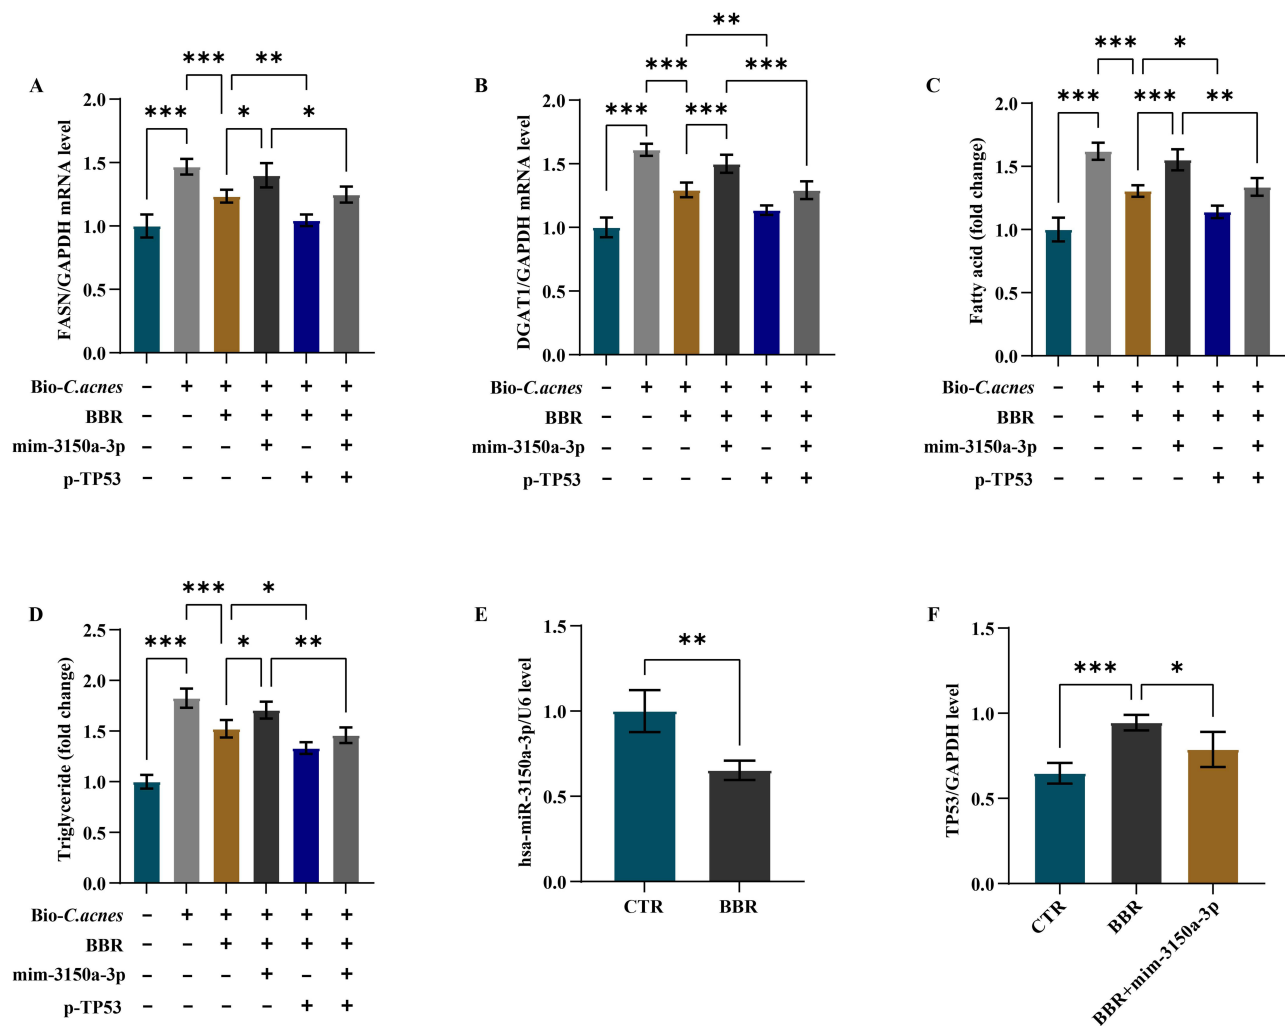 A
FASN/GAPDH mRNA level
2.0
1.5
1.0
0.5
0.0
*** *** ** * *
Bio-C.acnes – + + + + +
BBR – – + + + +
mim-3150a-3p – – – + – +
p-TP53 – – – – + +
B
DGAT1/GAPDH mRNA level
2.0
1.5
1.0
0.5
0.0
*** *** ** *** ***
Bio-C.acnes – + + + + +
BBR – – + + + +
mim-3150a-3p – – – + – +
p-TP53 – – – – + +
C
Fatty acid (fold change)
2.0
1.5
1.0
0.5
0.0
*** *** * *** **
Bio-C.acnes – + + + + +
BBR – – + + + +
mim-3150a-3p – – – + – +
p-TP53 – – – – + +
D
Triglyceride (fold change)
2.5
2.0
1.5
1.0
0.5
0.0
*** *** * * **
Bio-C.acnes – + + + + +
BBR – – + + + +
mim-3150a-3p – – – + – +
p-TP53 – – – – + +
E
hsa-miR-3150a-3p/U6 level
1.5
1.0
0.5
0.0
**
CTR BBR
F
TP53/GAPDH level
1.5
1.0
0.5
0.0
*** *
CTR
BBR
BBR+mim-3150a-3p